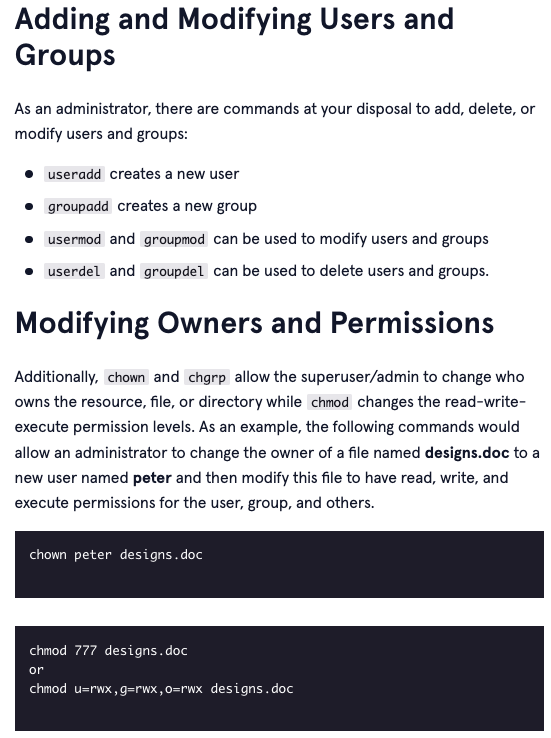 Adding and Modifying Users and
Groups
As an administrator, there are commands at your disposal to add, delete, or
modify users and groups:
• useradd creates a new user
• groupadd creates a new group
• usermod and groupmod can be used to modify users and groups
• userdel and groupdel can be used to delete users and groups.
Modifying Owners and Permissions
Additionally, chown and chgrp allow the superuser/admin to change who
owns the resource, file, or directory while chmod changes the read-write-
execute permission levels. As an example, the following commands would
allow an administrator to change the owner of a file named designs.doc to a
new user named peter and then modify this file to have read, write, and
execute permissions for the user, group, and others.
chown peter designs.doc
chmod 777 designs.doc
or
chmod u=rwx,g=rwx,o=rwx designs.doc